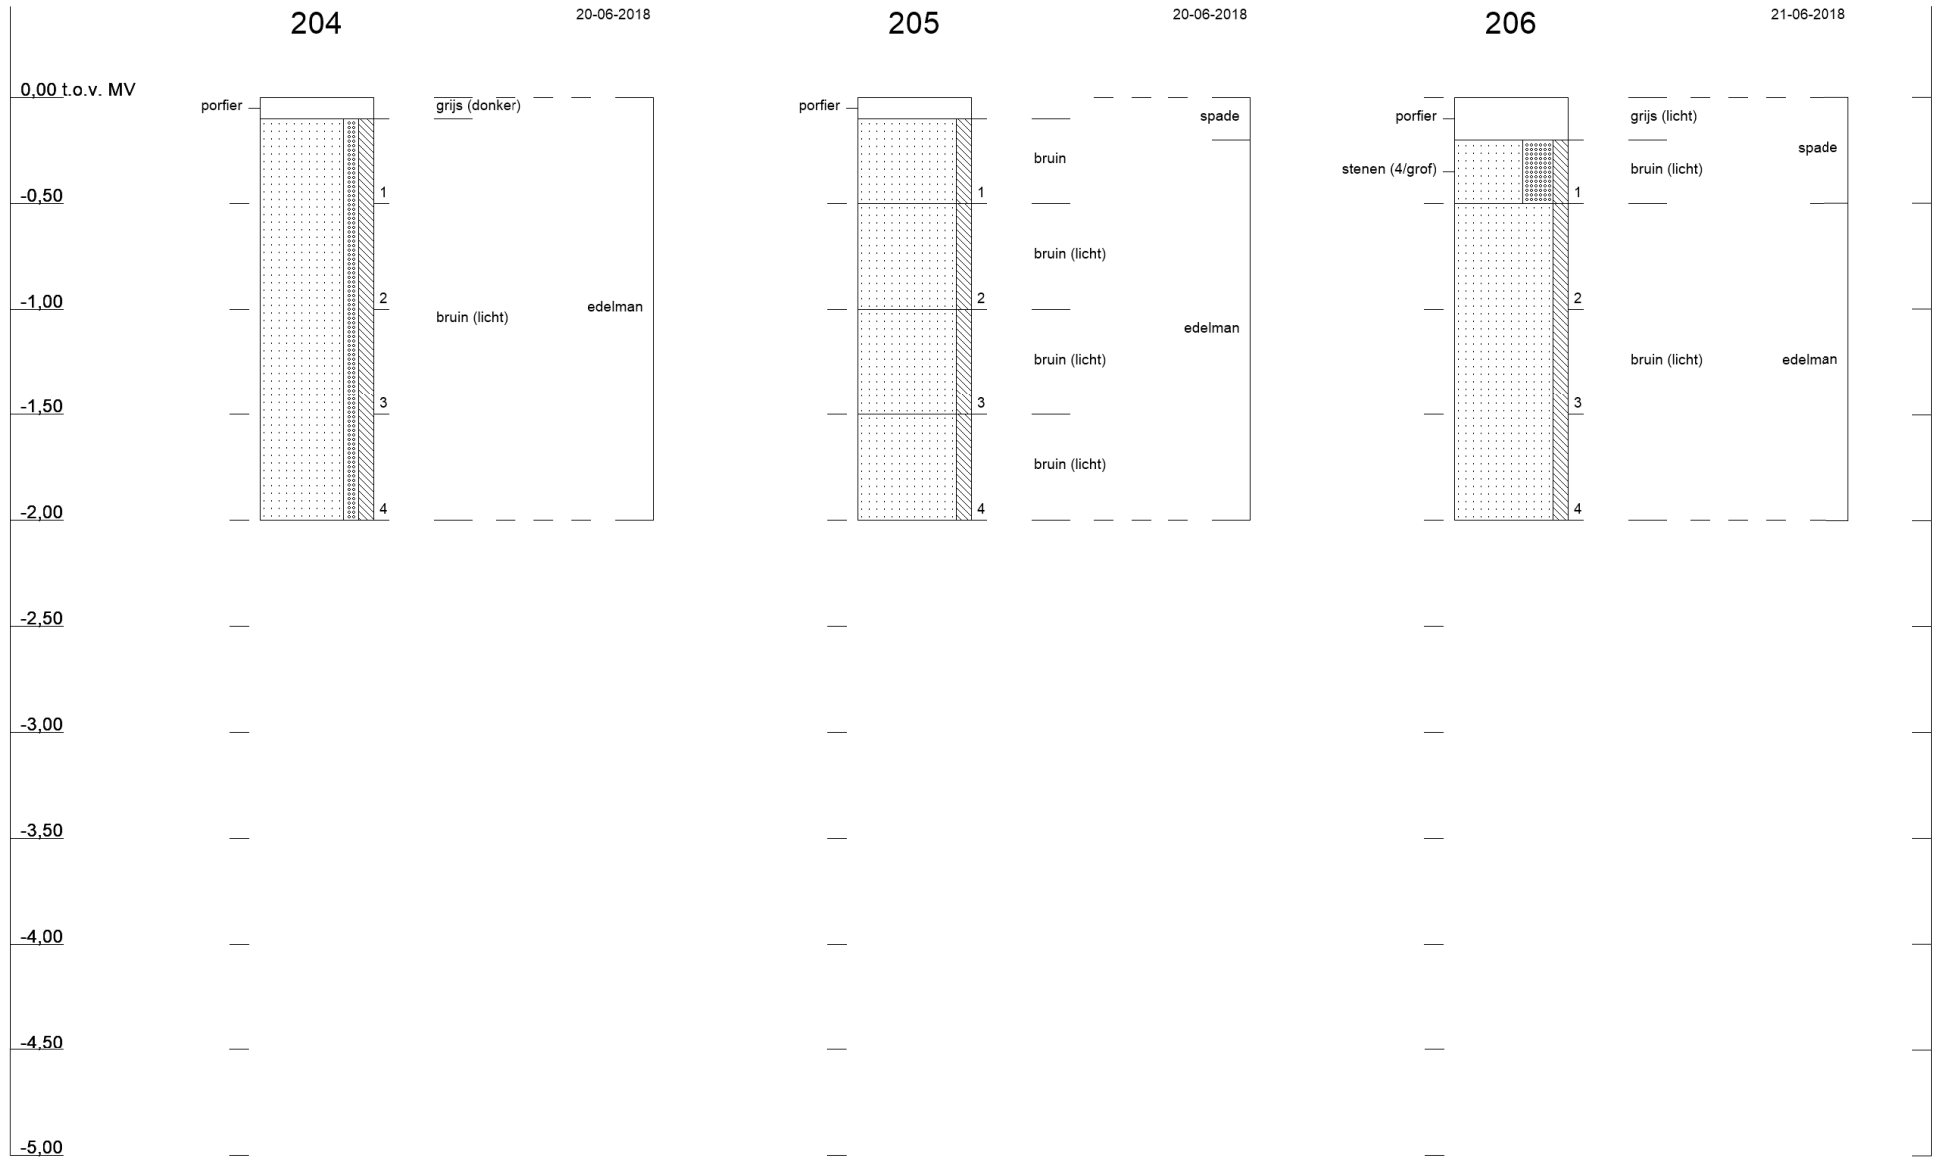 204
20-06-2018
205
20-06-2018
206
21-06-2018
0,00 t.o.v. MV
porfier
grijs (donker)
porfier
spade
porfier
grijs (licht)
bruin
spade
stenen (4/grof)
bruin (licht)
-0,50
1
1
1
bruin (licht)
-1,00
2
2
2
bruin (licht)
edelman
edelman
bruin (licht)
bruin (licht)
edelman
-1,50
3
3
3
bruin (licht)
-2,00
4
4
4
-2,50
-3,00
-3,50
-4,00
-4,50
-5,00